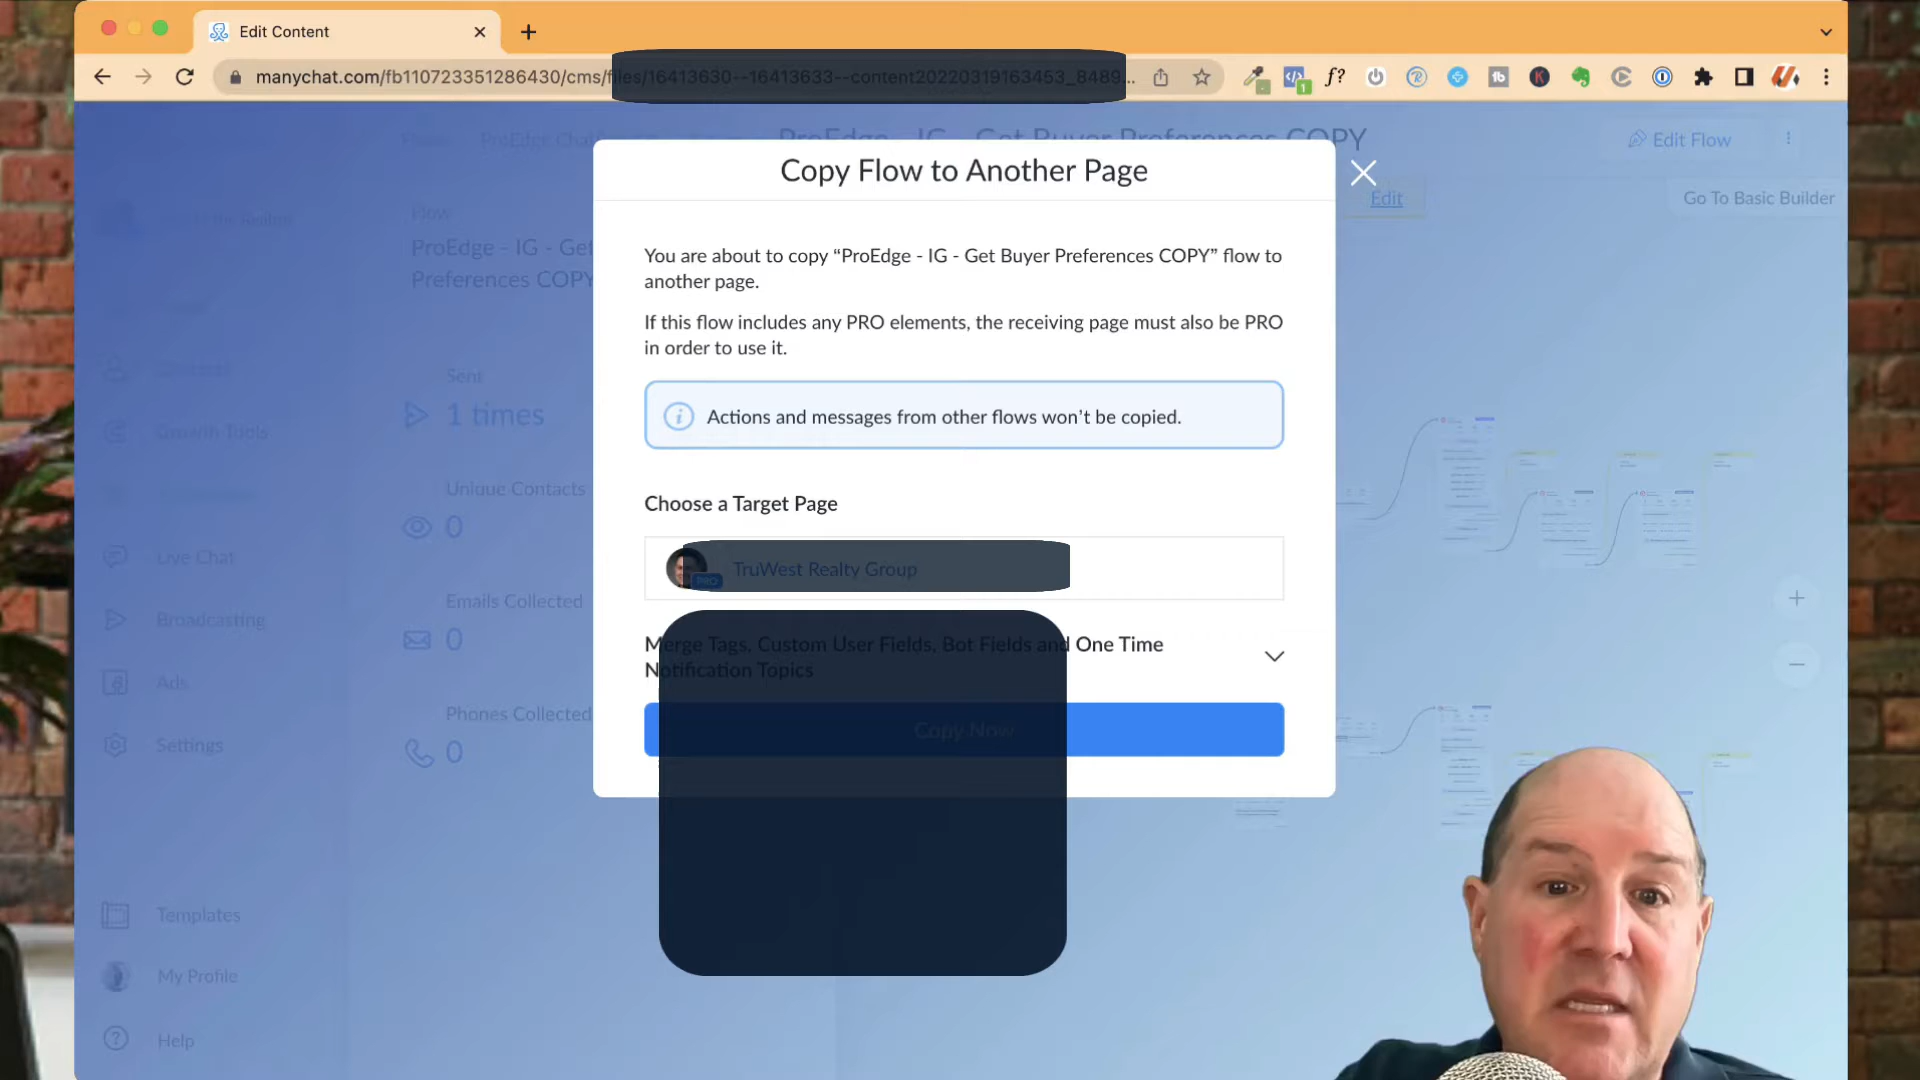 Edit Content
manychat.com/fb110723351286430/cms/files/16413630--16413633--content20220319163453_8489...
ProEdge - IG - Get Buyer Preferences COPY
Edit Flow
Copy Flow to Another Page
Edit
Go To Basic Builder
Flow
ProEdge - IG - Get
Preferences COPY
You are about to copy “ProEdge - IG - Get Buyer Preferences COPY” flow to
another page.
If this flow includes any PRO elements, the receiving page must also be PRO
in order to use it.
Sent
1 times
Actions and messages from other flows won’t be copied.
Growth Tools
Unique Contacts
0
Choose a Target Page
Live Chat
PRO
TruWest Realty Group
Emails Collected
0
Broadcasting
Merge Tags, Custom User Fields, Bot Fields and One Time
Notification Topics
Ads
Phones Collected
0
Copy Now
Settings
Templates
My Profile
Help